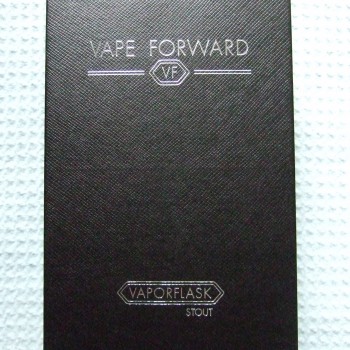 VAPE FORWARD
VF
VAPORFLASK
STOUT